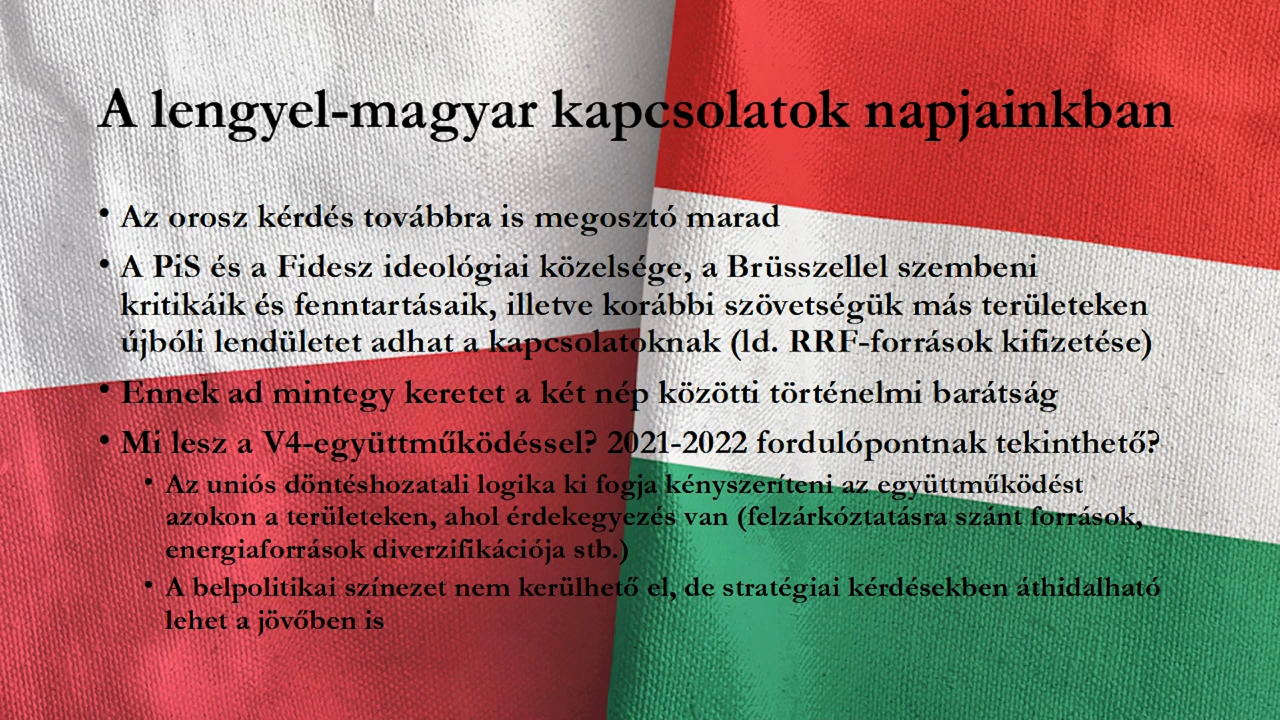 A lengyel-magyar kapcsolatok napjainkban
• Az orosz kérdés továbbra is megosztó marad
• A PiS és a Fidesz ideológiai közelsége, a Brüsszellel szembeni
kritikáik és fenntartásaik, illetve korábbi szövetségük más területeken
újbóli lendületet adhat a kapcsolatoknak (ld. RRF-források kifizetése)
• Ennek ad mintegy keretet a két nép közötti történelmi barátság
• Mi lesz a V4-együttműködéssel? 2021-2022 fordulópontnak tekinthető?
• Az uniós döntéshozatali logika ki fogja kényszeríteni az együttműködést
azokon a területeken, ahol érdekegyezés van (felzárkóztatásra szánt források,
energiaforrások diverzifikációja stb.)
• A belpolitikai színezet nem kerülhető el, de stratégiai kérdésekben áthidalható
lehet a jövőben is